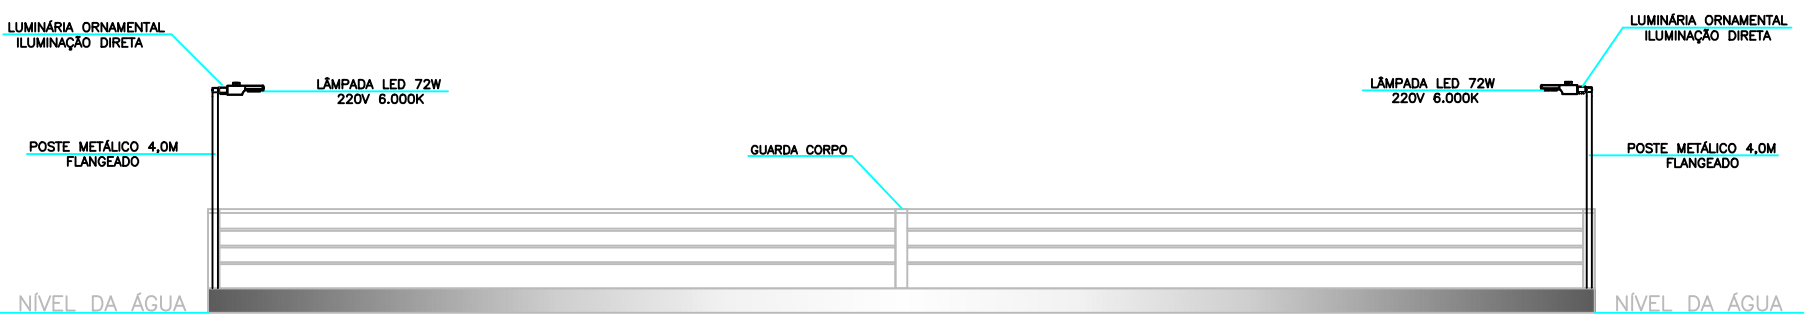 LUMINÁRIA ORNAMENTAL
ILUMINAÇÃO DIRETA
LUMINÁRIA ORNAMENTAL
ILUMINAÇÃO DIRETA
LÂMPADA LED 72W
220V 6.000K
LÂMPADA LED 72W
220V 6.000K
POSTE METÁLICO 4,0M
FLANGEADO
GUARDA CORPO
POSTE METÁLICO 4,0M
FLANGEADO
NÍVEL DA ÁGUA
NÍVEL DA ÁGUA